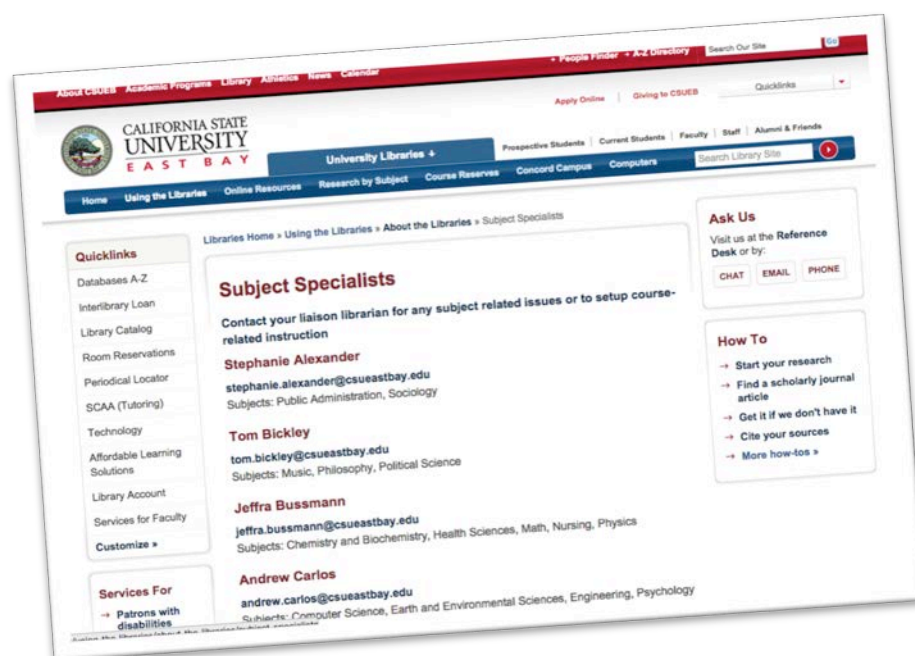 About CSUEB Academic Programs Library Athletics News Calendar
+ People Finder + A-Z Directory
Search Our Site
Go
Apply Online | Giving to CSUEB
Quicklinks
CALIFORNIA STATE
UNIVERSITY
EAST BAY
University Libraries +
Prospective Students | Current Students | Faculty | Staff | Alumni & Friends
Home Using the Libraries Online Resources Research by Subject Course Reserves Concord Campus Computers
Search Library Site
Quicklinks
Databases A-Z
Interlibrary Loan
Library Catalog
Room Reservations
Periodical Locator
SCAA (Tutoring)
Technology
Affordable Learning
Solutions
Library Account
Services for Faculty
Customize »
Services For
→ Patrons with
disabilities
Libraries Home » Using the Libraries » About the Libraries » Subject Specialists
Subject Specialists
Contact your liaison librarian for any subject related issues or to setup course-
related instruction
Stephanie Alexander
stephanie.alexander@csueastbay.edu
Subjects: Public Administration, Sociology
Tom Bickley
tom.bickley@csueastbay.edu
Subjects: Music, Philosophy, Political Science
Jeffra Bussmann
jeffra.bussmann@csueastbay.edu
Subjects: Chemistry and Biochemistry, Health Sciences, Math, Nursing, Physics
Andrew Carlos
andrew.carlos@csueastbay.edu
Subjects: Computer Science, Earth and Environmental Sciences, Engineering, Psychology
Ask Us
Visit us at the Reference
Desk or by:
CHAT EMAIL PHONE
How To
→ Start your research
→ Find a scholarly journal
article
→ Get it if we don't have it
→ Cite your sources
→ More how-tos »